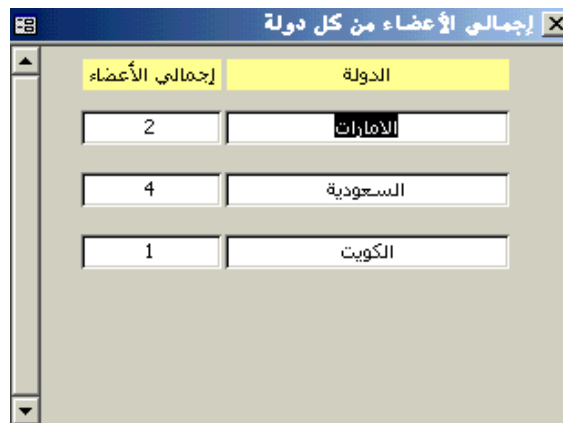 إجمالي الأعضاء من كل دولة
الدولة إجمالي الأعضاء
الامارات 2
السعودية 4
الكويت 1